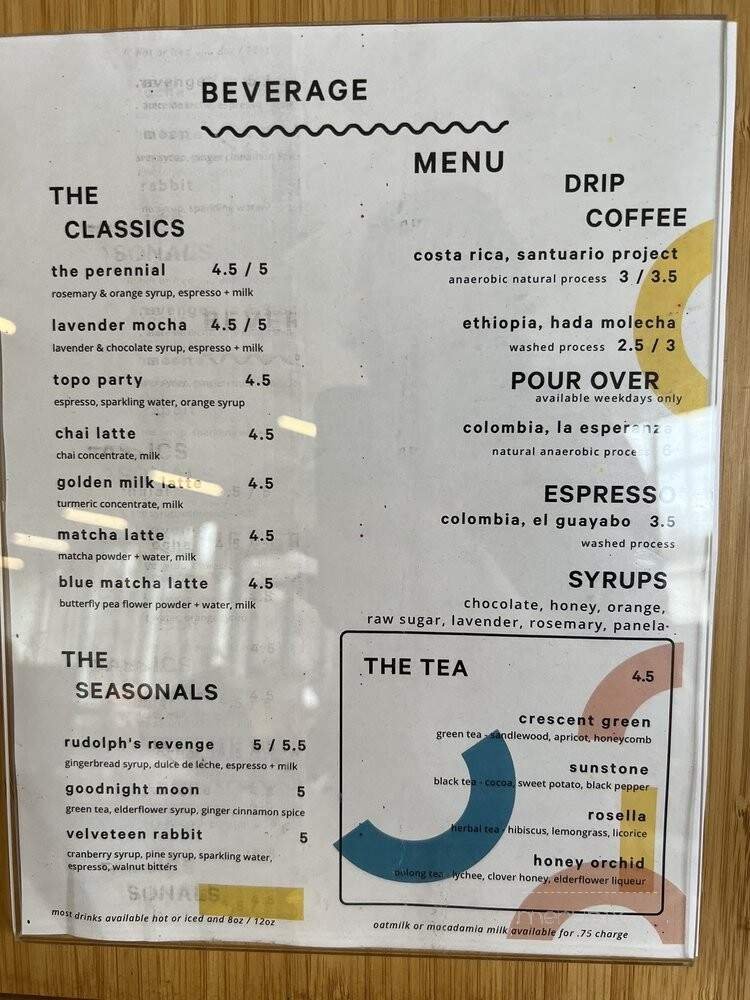 BEVERAGE
MENU
THE
CLASSICS
the perennial 4.5 / 5
rosemary & orange syrup, espresso + milk
lavender mocha 4.5 / 5
lavender & chocolate syrup, espresso + milk
topo party 4.5
espresso, sparkling water, orange syrup
chai latte 4.5
chai concentrate, milk
golden milk latte 4.5
turmeric concentrate, milk
matcha latte 4.5
matcha powder + water, milk
blue matcha latte 4.5
butterfly pea flower powder + water, milk
THE
SEASONALS
rudolph's revenge 5 / 5.5
gingerbread syrup, dulce de leche, espresso + milk
goodnight moon 5
green tea, elderflower syrup, ginger cinnamon spice
velveteen rabbit 5
cranberry syrup, pine syrup, sparkling water,
espresso, walnut bitters
most drinks available hot or iced and 8oz / 12oz
DRIP
COFFEE
costa rica, santuario project
anaerobic natural process 3 / 3.5
ethiopia, hada molecha
washed process 2.5 / 3
POUR OVER
available weekdays only
colombia, la esperanza
natural anaerobic process 6
ESPRESSO
colombia, el guayabo 3.5
washed process
SYRUPS
chocolate, honey, orange,
raw sugar, lavender, rosemary, panela
THE TEA 4.5
crescent green
green tea - sandlewood, apricot, honeycomb
sunstone
black tea - cocoa, sweet potato, black pepper
rosella
herbal tea - hibiscus, lemongrass, licorice
honey orchid
oolong tea - lychee, clover honey, elderflower liqueur
oatmilk or macadamia milk available for .75 charge